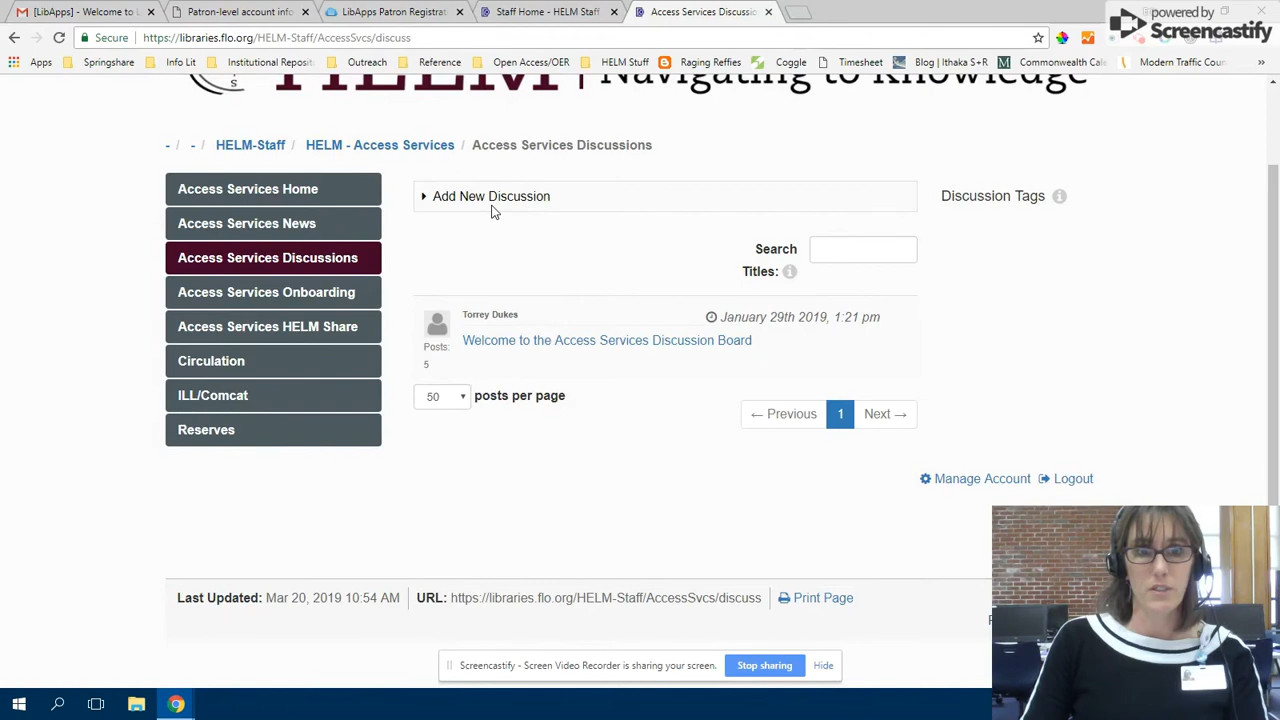 [LibApps] - Welcome to L
Patron-level account info
LibApps Patron Registrat
Staff Home - HELM Staff
Access Services Discussio
Secure
https://libraries.flo.org/HELM-Staff/AccessSvcs/discuss
powered by
Screencastify
Apps
Springshare
Info Lit
Institutional Reposit
Outreach
Reference
Open Access/OER
HELM Stuff
Raging Reffies
Coggle
Timesheet
Blog | Ithaka S+R
Commonwealth Cale
Modern Traffic Cour
»
HELM | Navigating to Knowledge
- / - / HELM-Staff / HELM - Access Services / Access Services Discussions
Access Services Home
Access Services News
Access Services Discussions
Access Services Onboarding
Access Services HELM Share
Circulation
ILL/Comcat
Reserves
Add New Discussion
Discussion Tags
Search
Titles:
Torrey Dukes
January 29th 2019, 1:21 pm
Welcome to the Access Services Discussion Board
Posts:
5
50 posts per page
← Previous 1 Next →
Manage Account Logout
Last Updated: Mar 20, 20
URL: https://libraries.flo.org/HELM-Staff/AccessSvcs/discuss
Print Page
Screencastify - Screen Video Recorder is sharing your screen.
Stop sharing
Hide